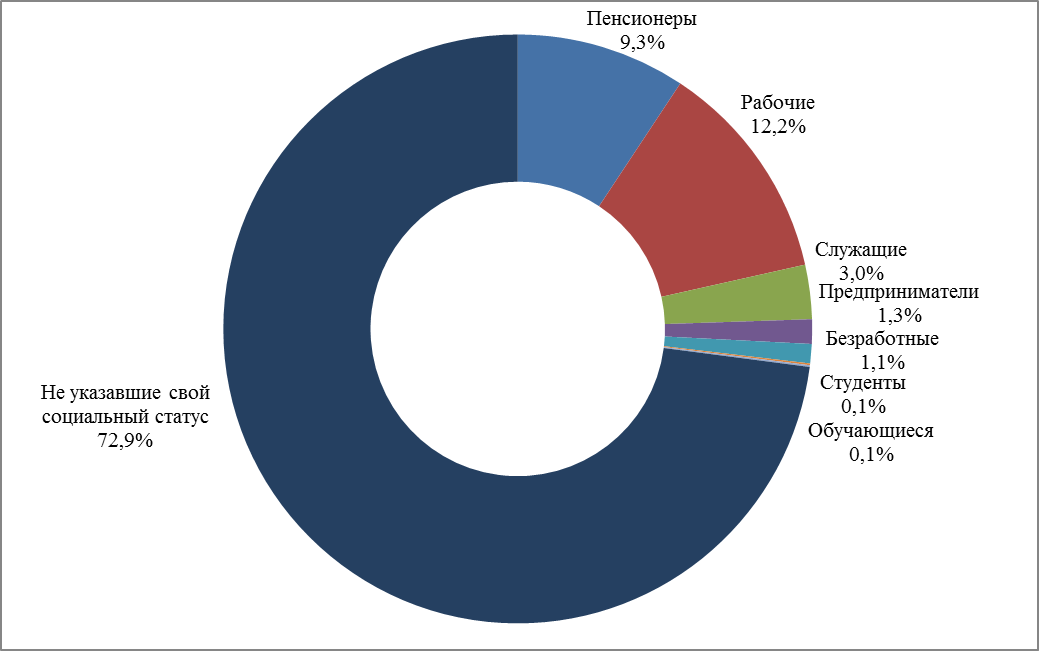 Пенсионеры
9,3%
Рабочие
12,2%
Служащие
3,0%
Предприниматели
1,3%
Безработные
1,1%
Студенты
0,1%
Обучающиеся
0,1%
Не указавшие свой
социальный статус
72,9%